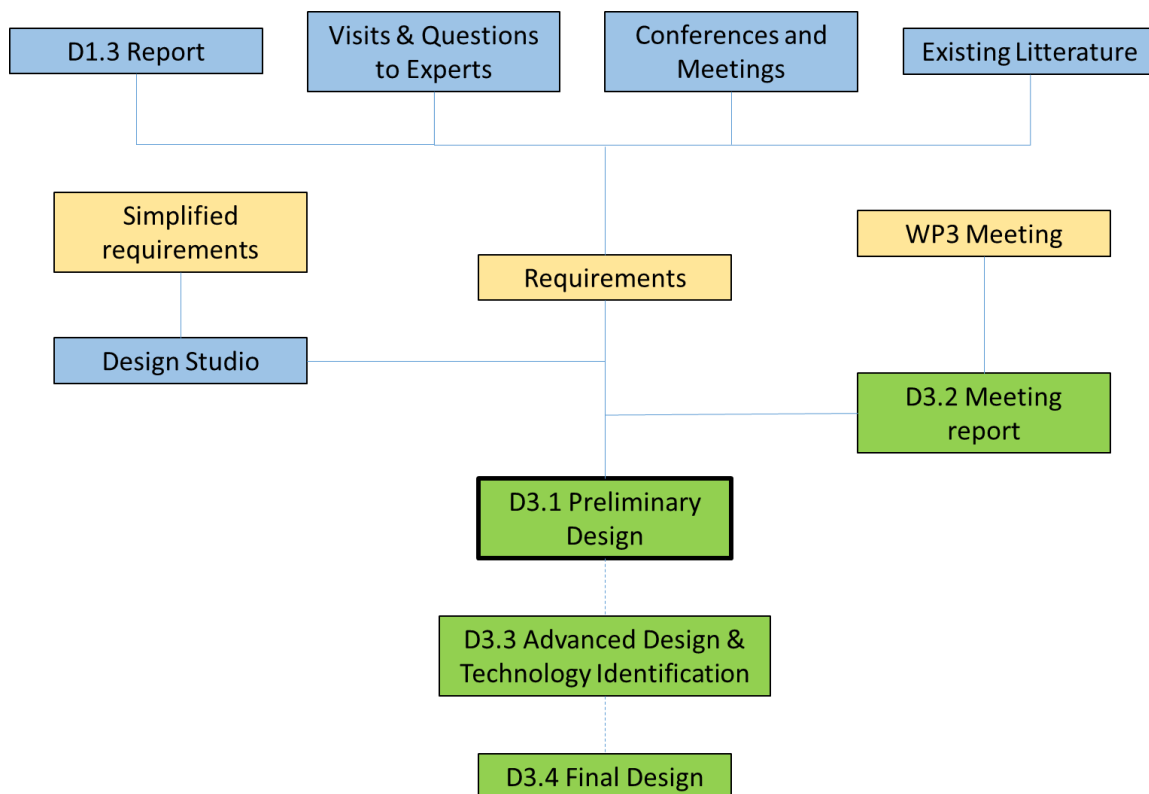 D1.3 Report
Visits & Questions
to Experts
Conferences and
Meetings
Existing Litterature
Simplified
requirements
WP3 Meeting
Requirements
Design Studio
D3.2 Meeting
report
D3.1 Preliminary
Design
D3.3 Advanced Design &
Technology Identification
D3.4 Final Design